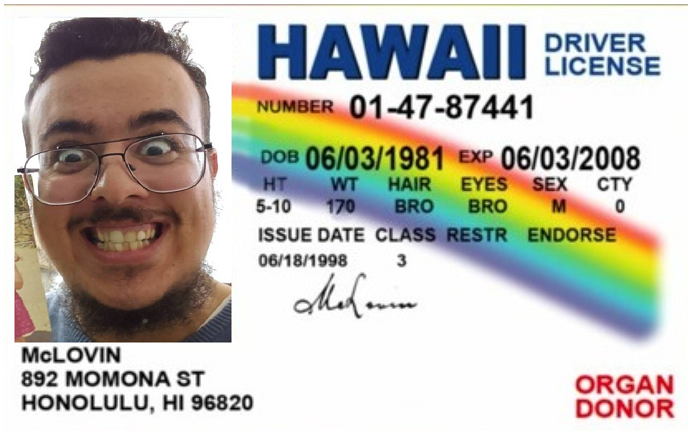 HAWAII DRIVER LICENSE
NUMBER 01-47-87441
DOB 06/03/1981 EXP 06/03/2008
HT WT HAIR EYES SEX CTY
5-10 170 BRO BRO M 0
ISSUE DATE CLASS RESTR ENDORSE
06/18/1998 3
McLovin
McLOVIN
892 MOMONA ST
HONOLULU, HI 96820
ORGAN
DONOR